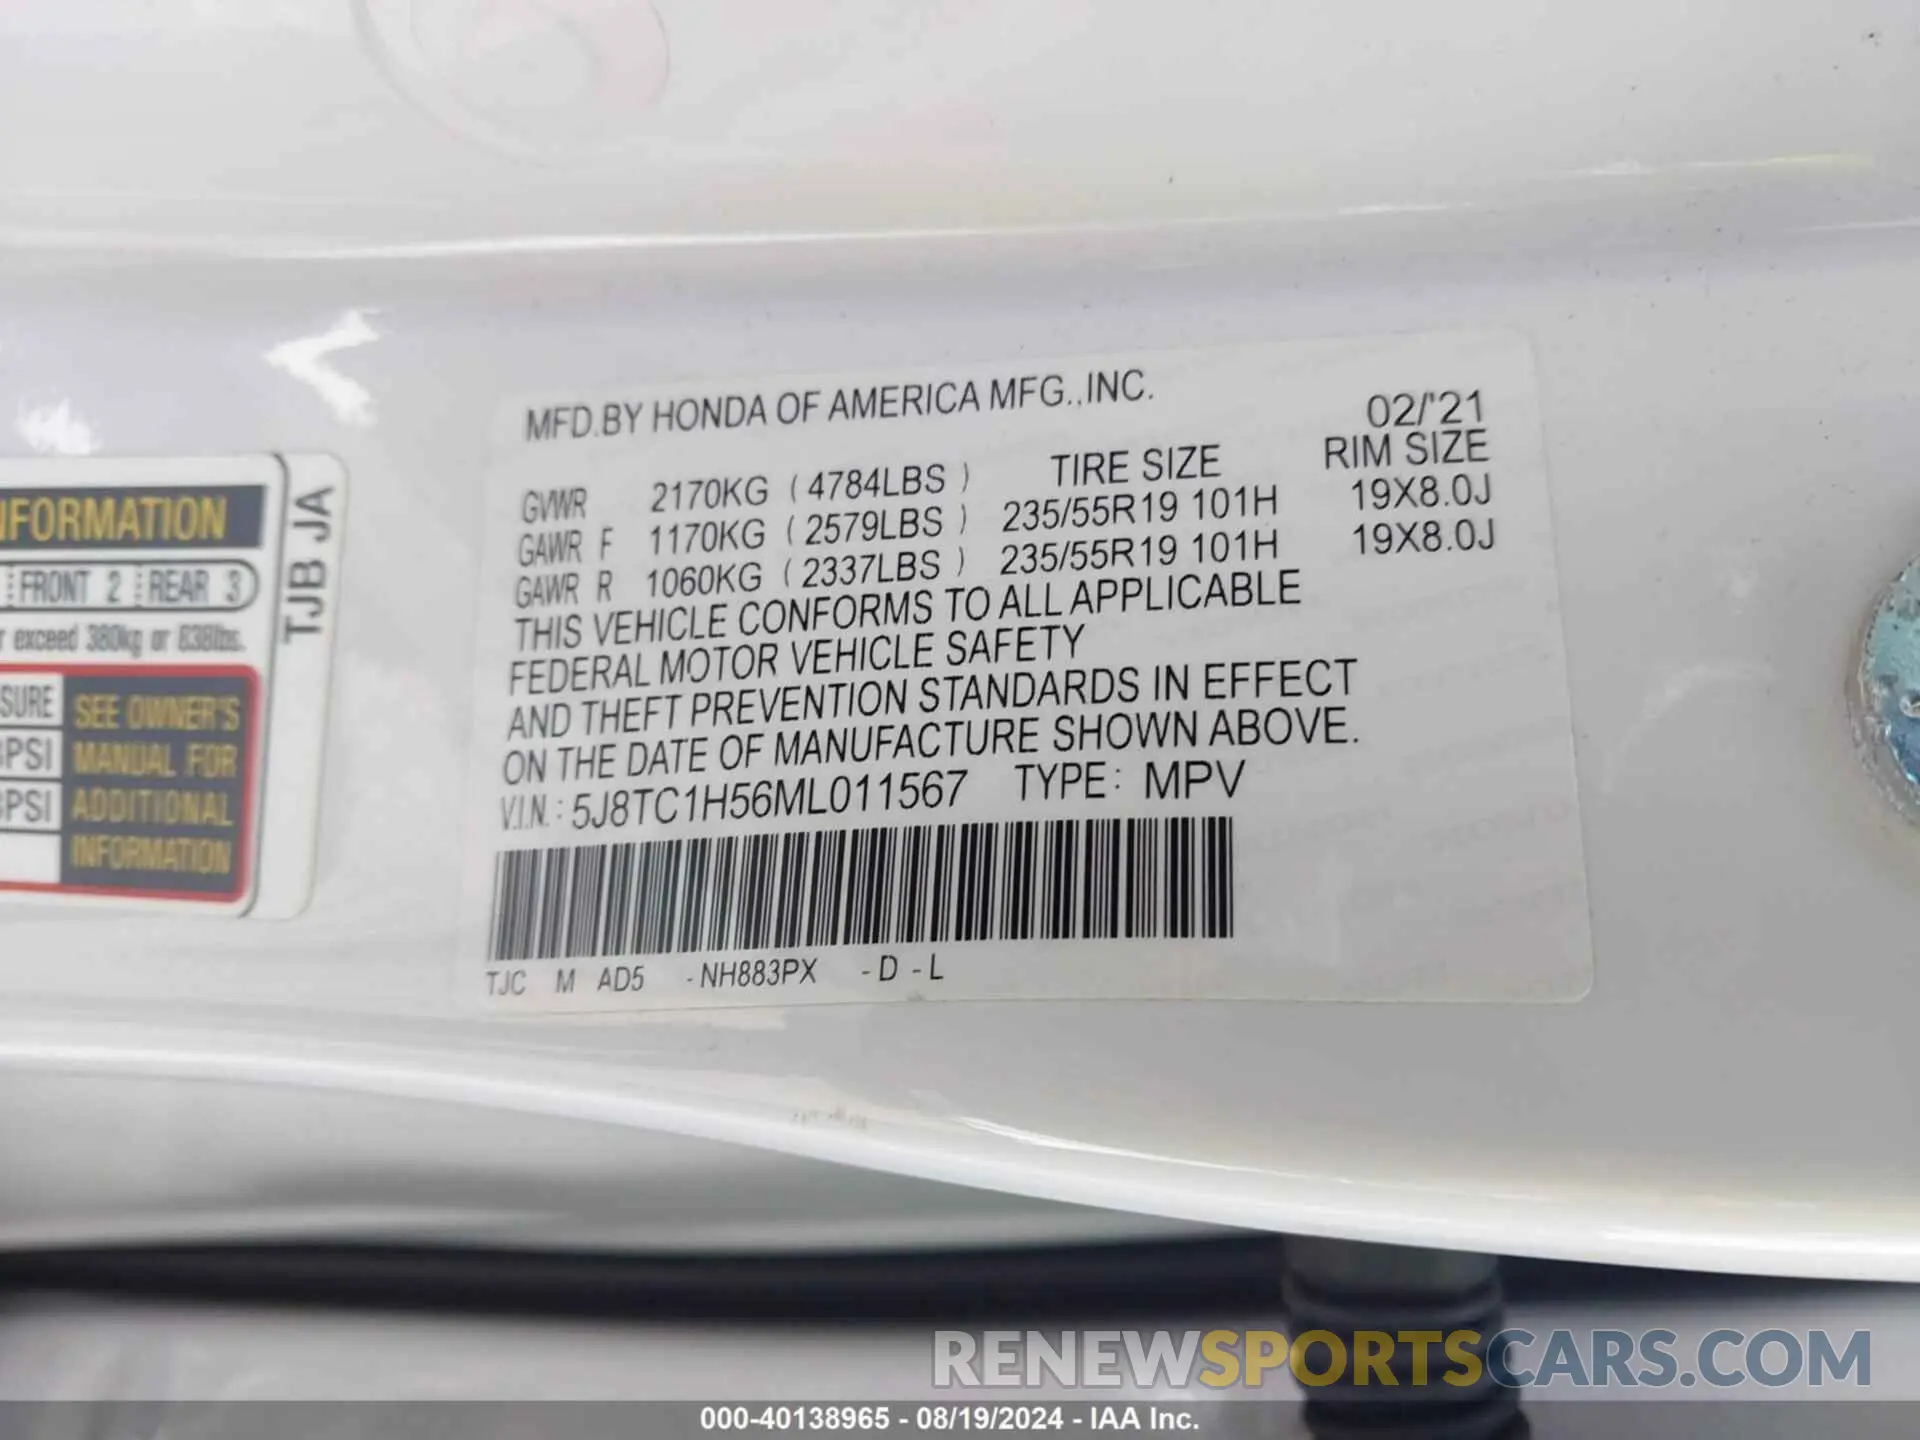 MFD.BY HONDA OF AMERICA MFG.,INC.
02/'21
GVWR 2170KG ( 4784LBS ) TIRE SIZE RIM SIZE
GAWR F 1170KG ( 2579LBS ) 235/55R19 101H 19X8.0J
GAWR R 1060KG ( 2337LBS ) 235/55R19 101H 19X8.0J
THIS VEHICLE CONFORMS TO ALL APPLICABLE
FEDERAL MOTOR VEHICLE SAFETY
AND THEFT PREVENTION STANDARDS IN EFFECT
ON THE DATE OF MANUFACTURE SHOWN ABOVE.
V.I.N.: 5J8TC1H56ML011567 TYPE: MPV
TJC M AD5 -NH883PX -D -L
TJB JA
NFORMATION
FRONT 2 REAR 3
r exceed 380kg or 838lbs.
SURE
PSI
PSI
SEE OWNER'S
MANUAL FOR
ADDITIONAL
INFORMATION
RENEWSPORTSCARS.COM
000-40138965 - 08/19/2024 - IAA Inc.